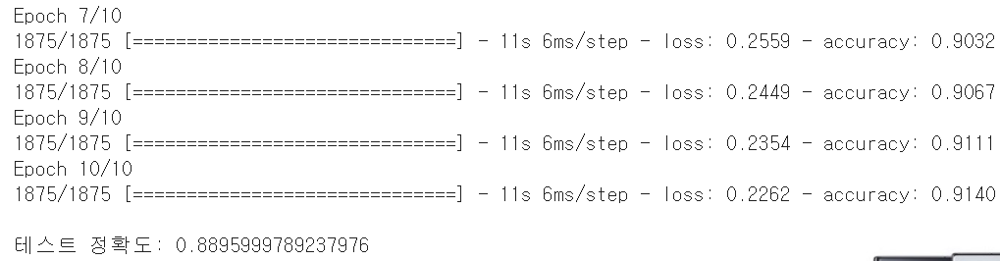 Epoch 7/10
1875/1875 [==============================] - 11s 6ms/step - loss: 0.2559 - accuracy: 0.9032
Epoch 8/10
1875/1875 [==============================] - 11s 6ms/step - loss: 0.2449 - accuracy: 0.9067
Epoch 9/10
1875/1875 [==============================] - 11s 6ms/step - loss: 0.2354 - accuracy: 0.9111
Epoch 10/10
1875/1875 [==============================] - 11s 6ms/step - loss: 0.2262 - accuracy: 0.9140
테스트 정확도: 0.8895999789237976